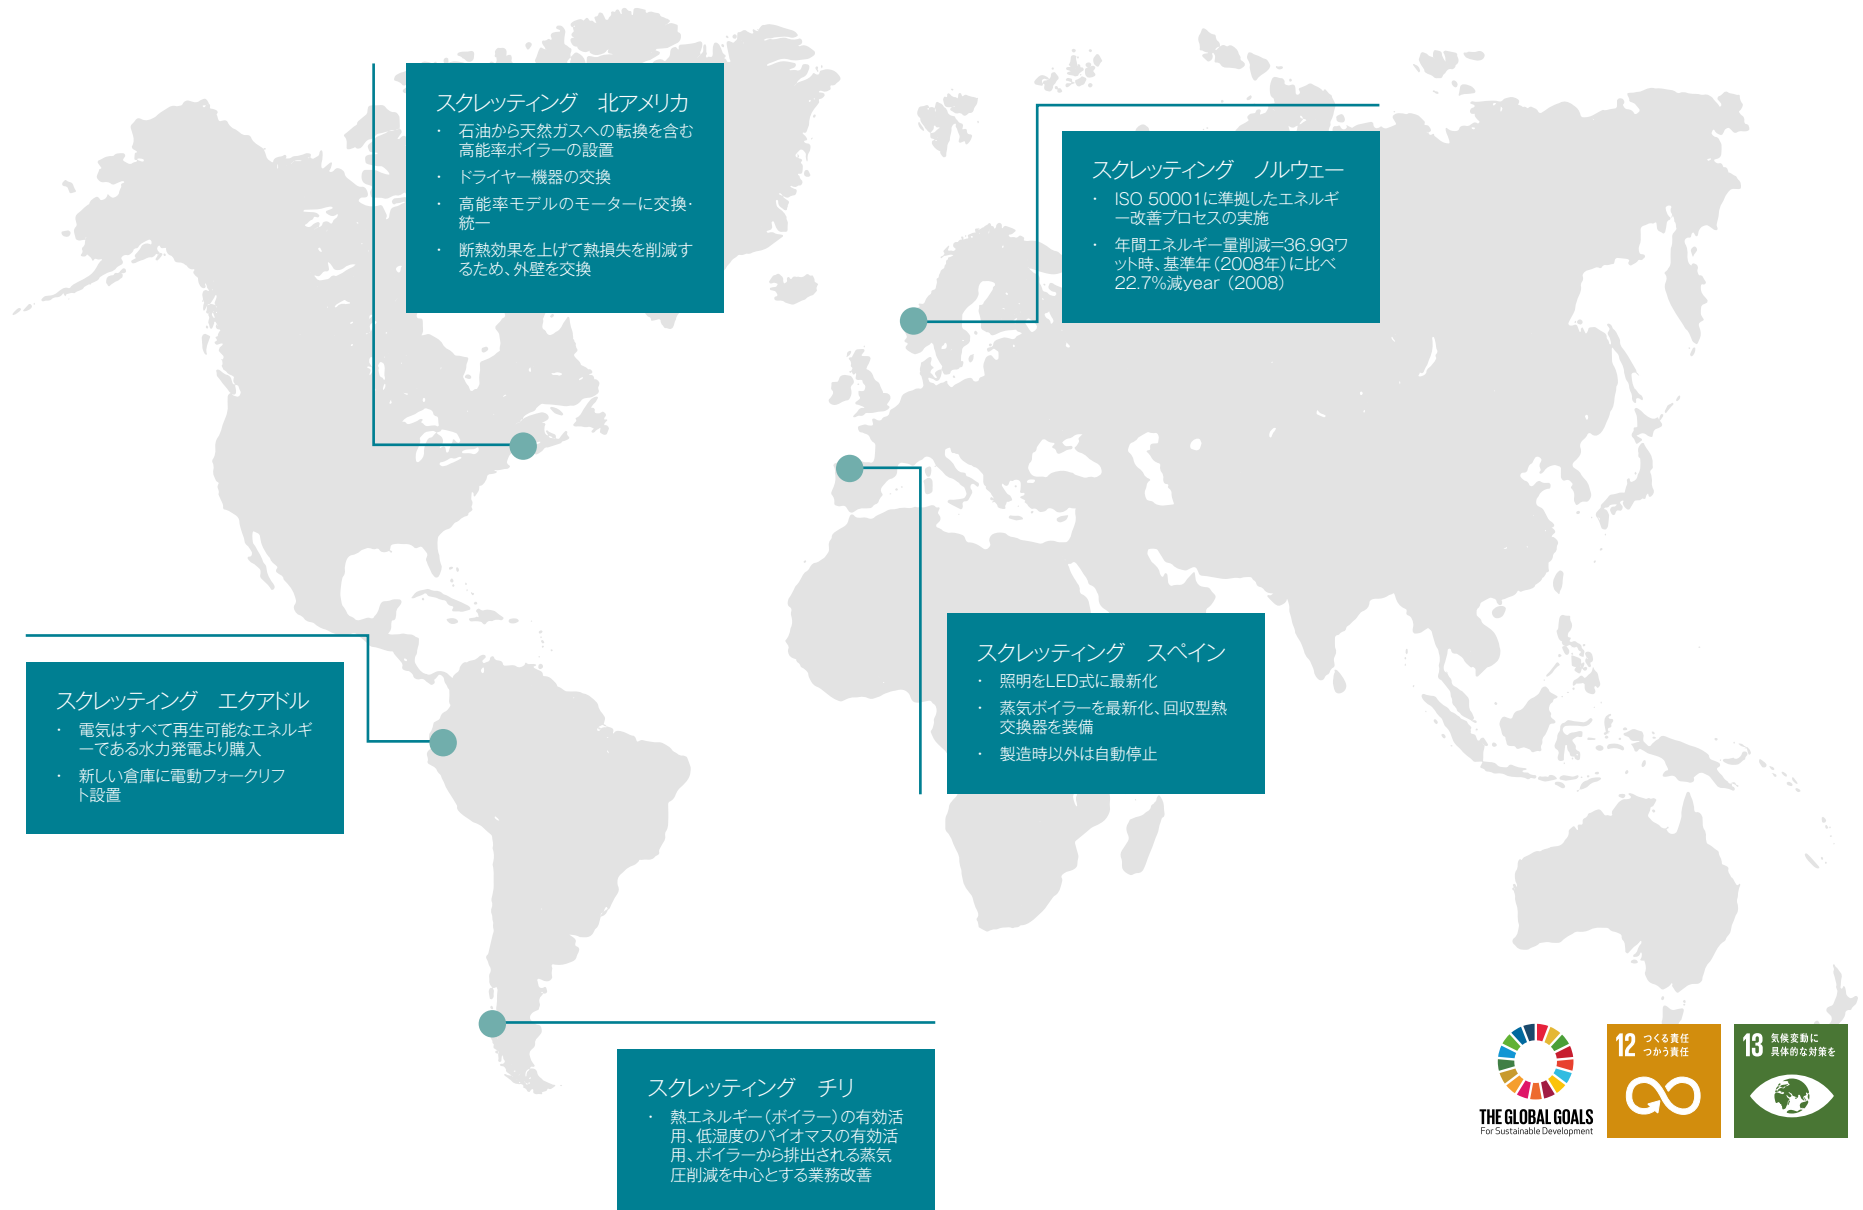 スクレッティング　北アメリカ
・ 石油から天然ガスへの転換を含む
高能率ボイラーの設置
・ ドライヤー機器の交換
・ 高能率モデルのモーターに交換・
統一
・ 断熱効果を上げて熱損失を削減す
るため、外壁を交換
スクレッティング　ノルウェー
・ ISO 50001に準拠したエネルギ
ー改善プロセスの実施
・ 年間エネルギー量削減＝36.9Gワ
ット時、基準年（2008年）に比べ
22.7%減year（2008）
スクレッティング　スペイン
・ 照明をLED式に最新化
・ 蒸気ボイラーを最新化、回収型熱
交換器を装備
・ 製造時以外は自動停止
スクレッティング　エクアドル
・ 電気はすべて再生可能なエネルギ
ーである水力発電より購入
・ 新しい倉庫に電動フォークリフ
ト設置
スクレッティング　チリ
・ 熱エネルギー（ボイラー）の有効活
用、低湿度のバイオマスの有効活
用、ボイラーから排出される蒸気
圧削減を中心とする業務改善
THE GLOBAL GOALS
For Sustainable Development
12 つくる責任
つかう責任
13 気候変動に
具体的な対策を